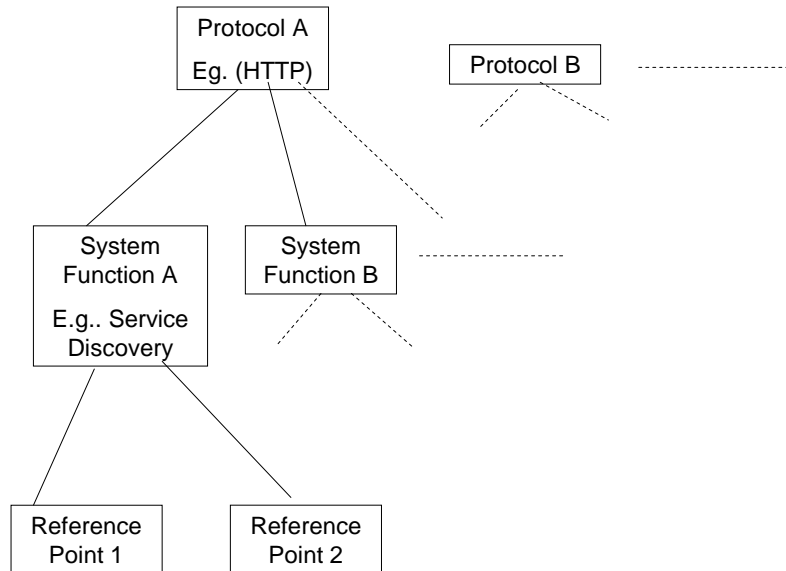 Protocol A
Eg. (HTTP)
Protocol B
System
Function A
E.g.. Service
Discovery
System
Function B
Reference
Point 1
Reference
Point 2